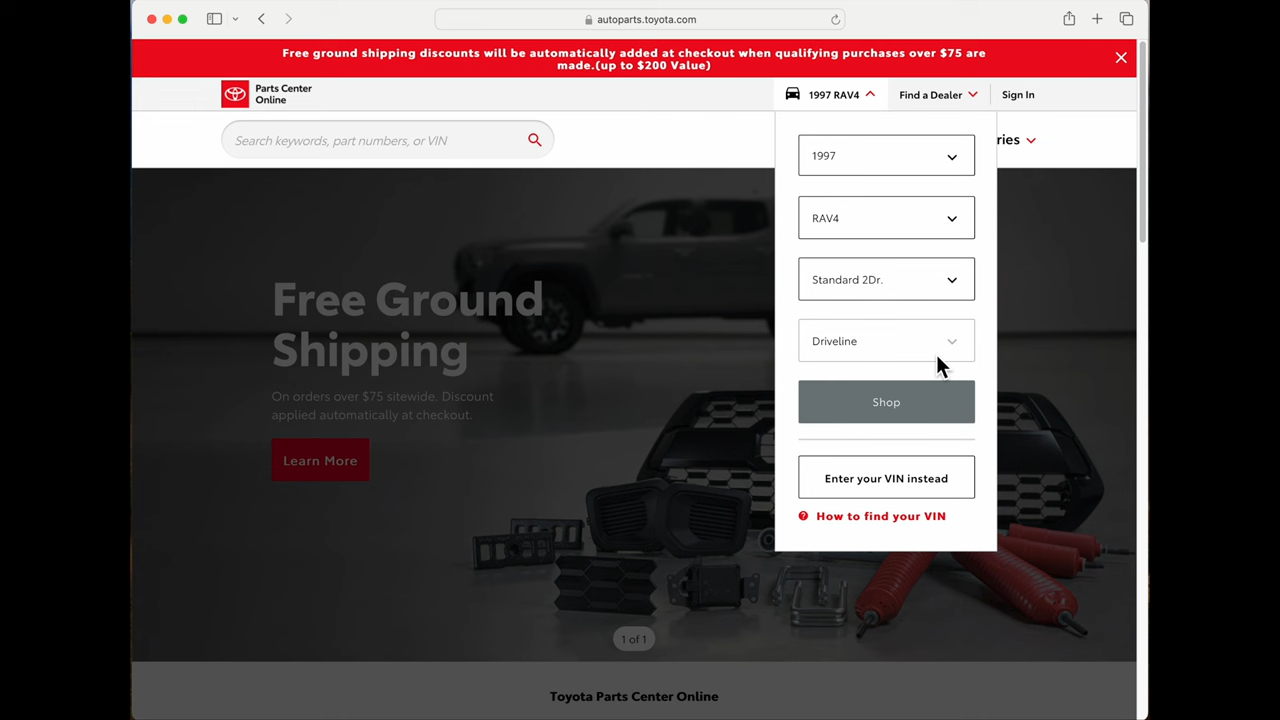 autoparts.toyota.com
Free ground shipping discounts will be automatically added at checkout when qualifying purchases over $75 are
made.(up to $200 Value)
Parts Center
Online
1997 RAV4
Find a Dealer
Sign In
Search keywords, part numbers, or VIN
ries
1997
RAV4
Standard 2Dr.
Driveline
Shop
Enter your VIN instead
How to find your VIN
Free Ground
Shipping
On orders over $75 sitewide. Discount
applied automatically at checkout.
Learn More
1 of 1
Toyota Parts Center Online